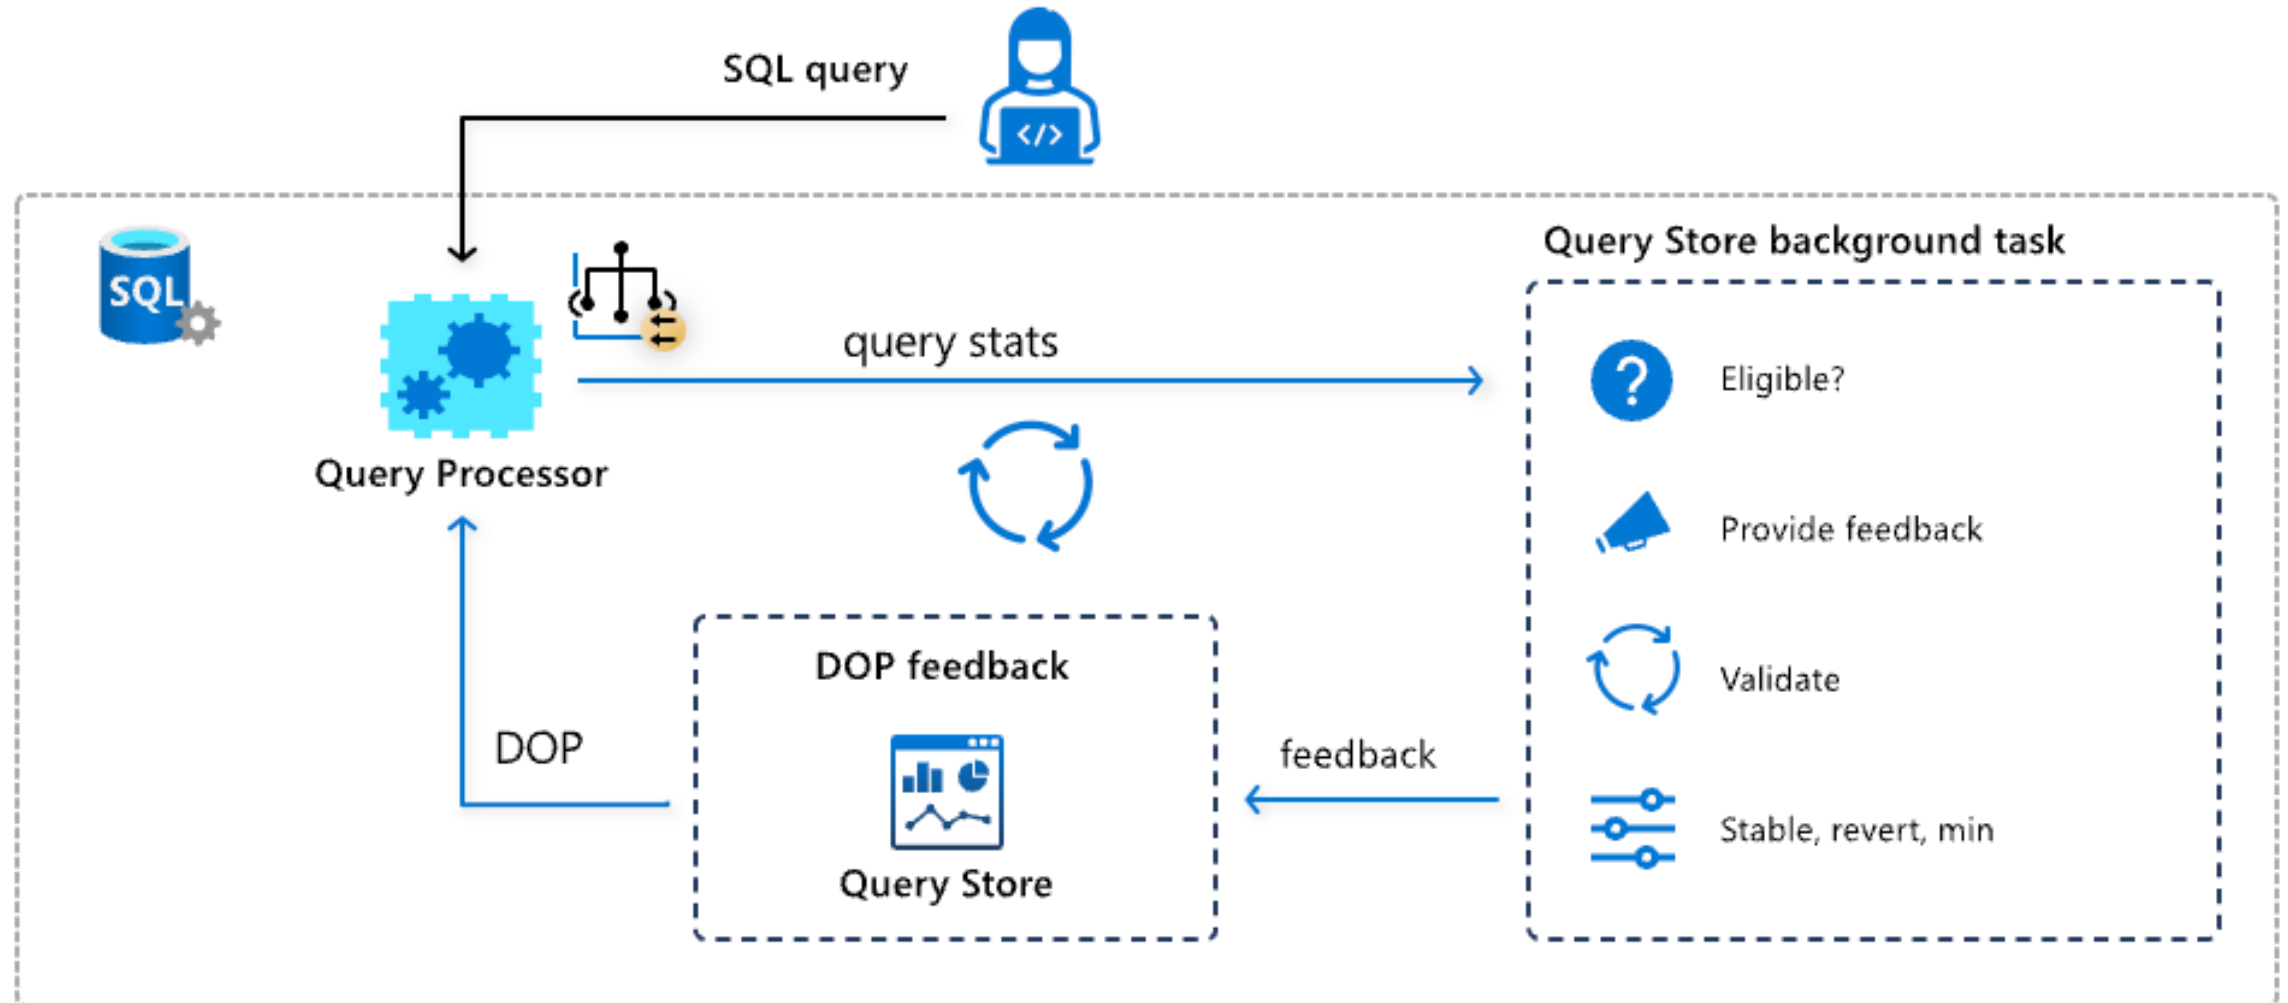 SQL query
</>
SQL
Query Store background task
query stats
Eligible?
Query Processor
Provide feedback
DOP feedback
Validate
DOP
feedback
Stable, revert, min
Query Store